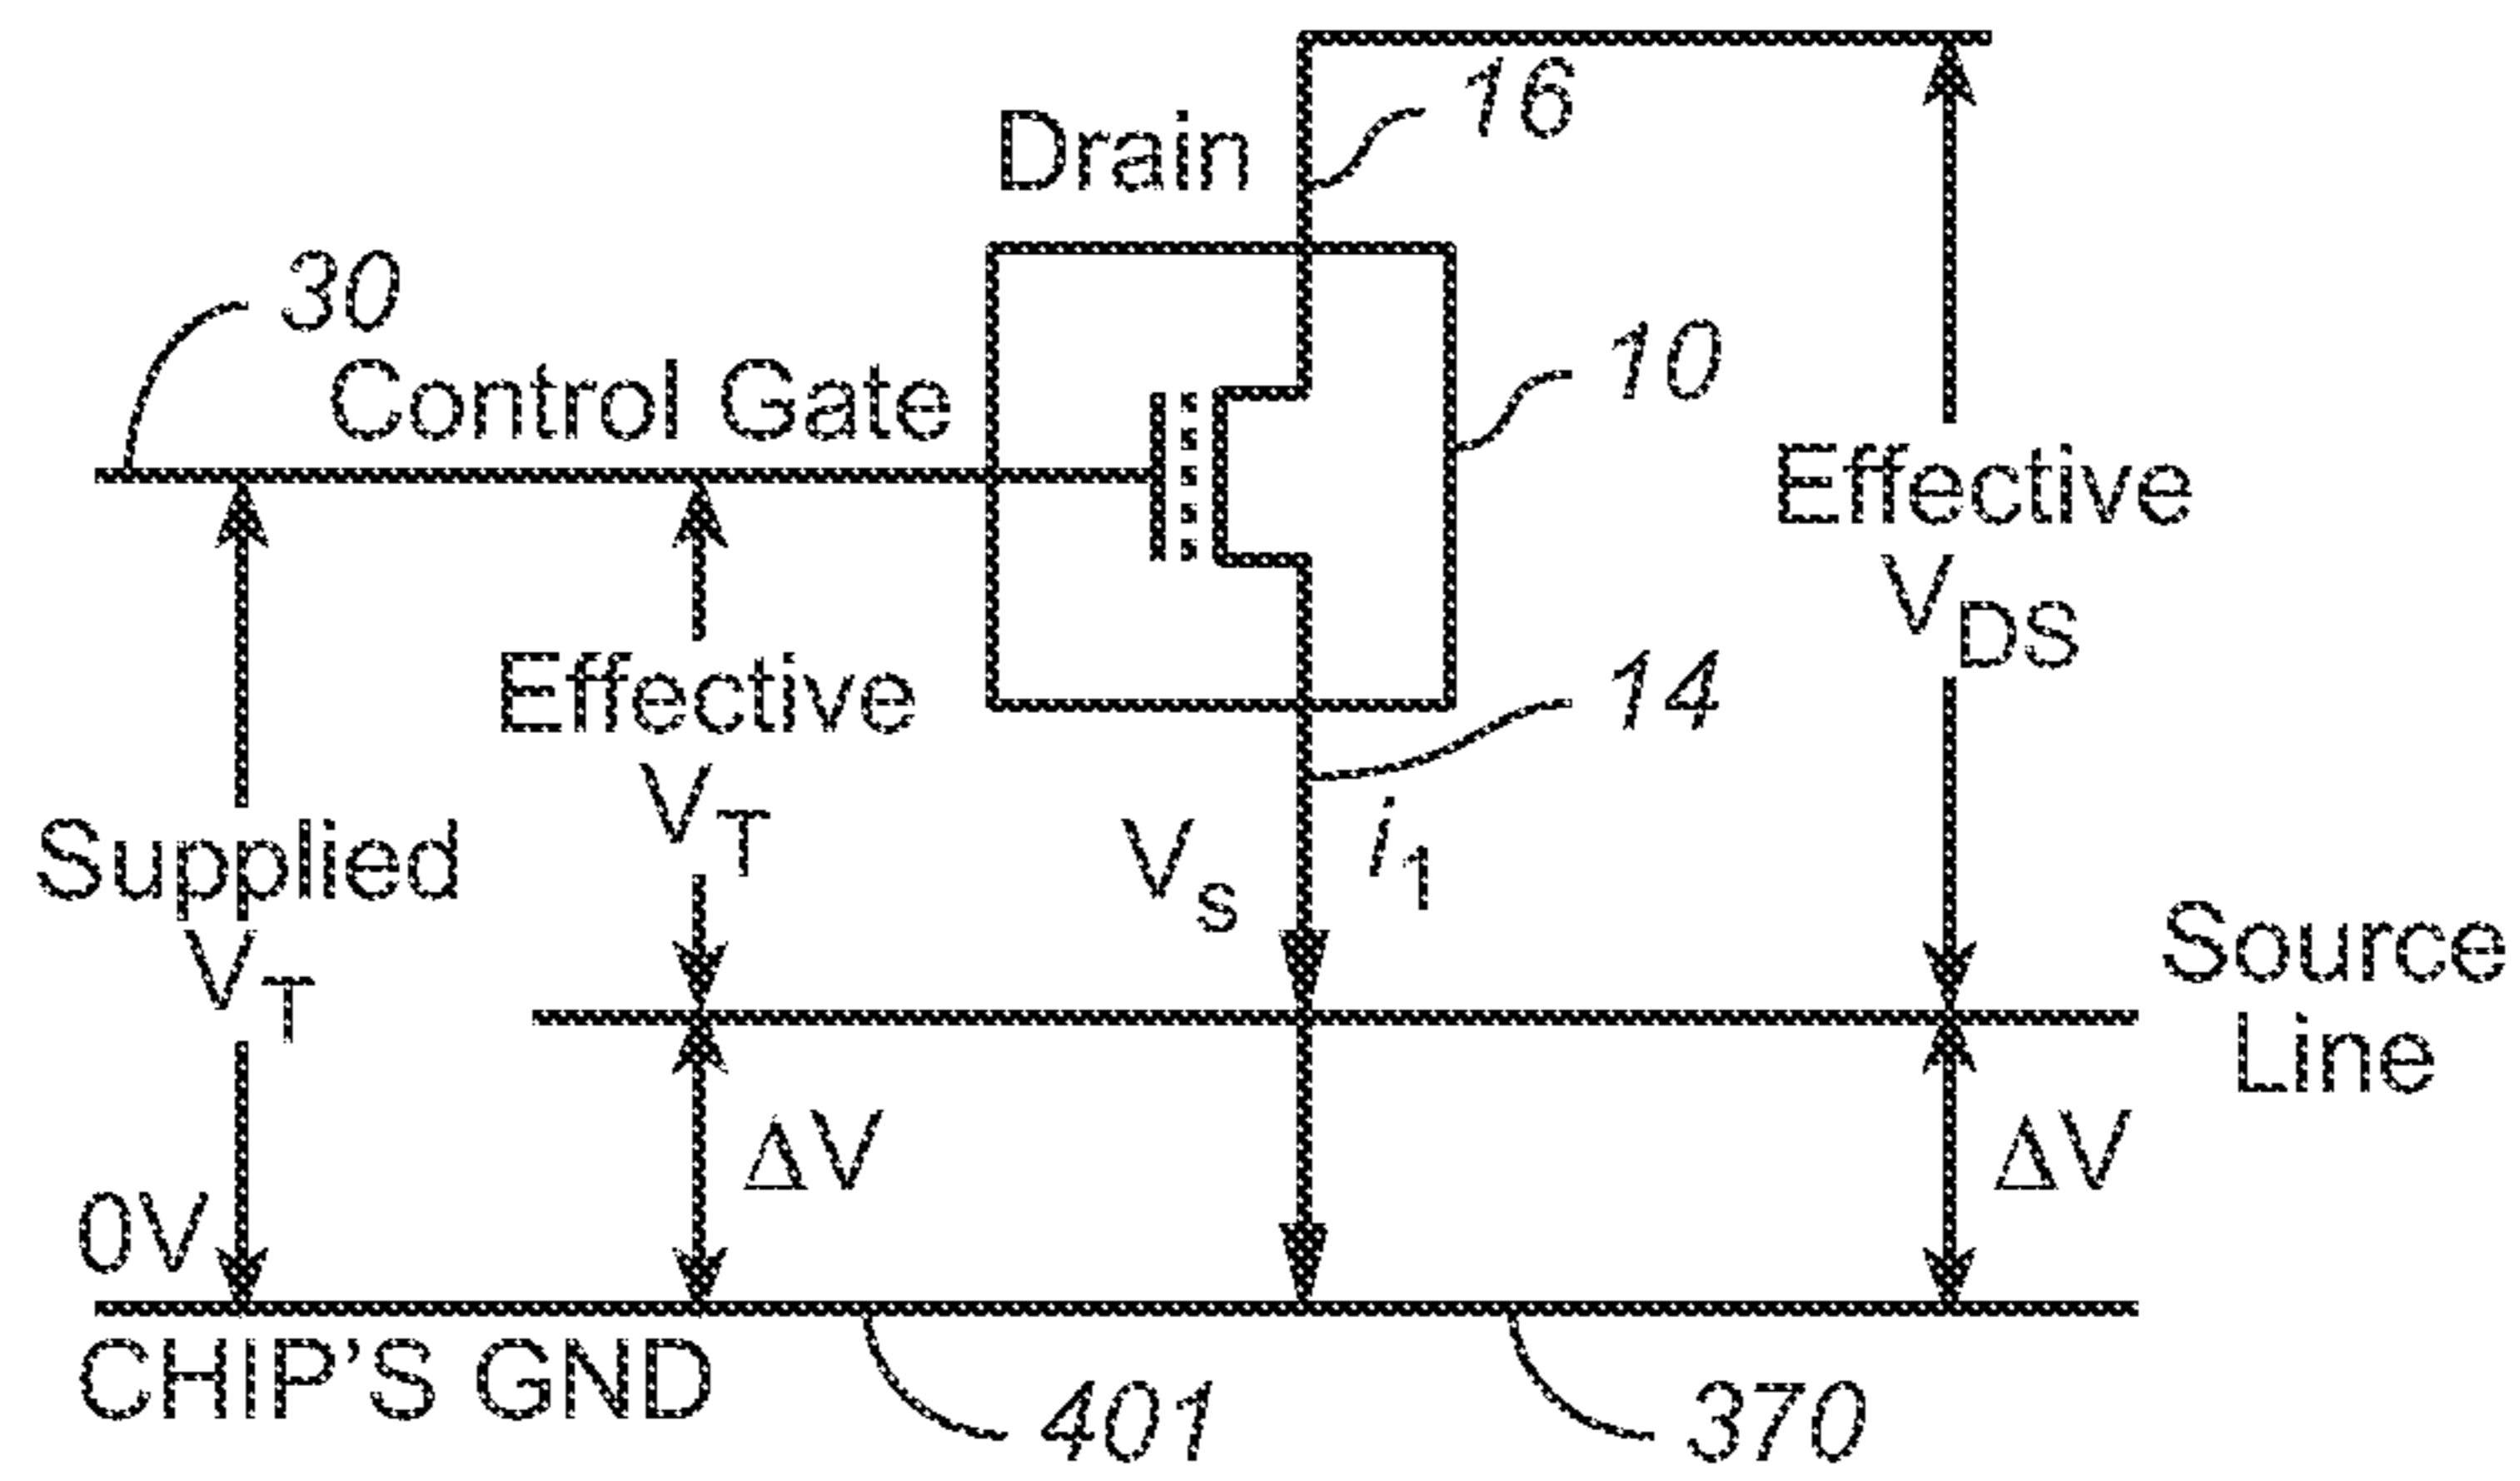 16
Drain
30
Control Gate
10
Effective
V_DS
14
Effective
V_T
Supplied
V_T
V_s
i_1
Source
Line
ΔV
ΔV
0V
CHIP'S GND
401
370